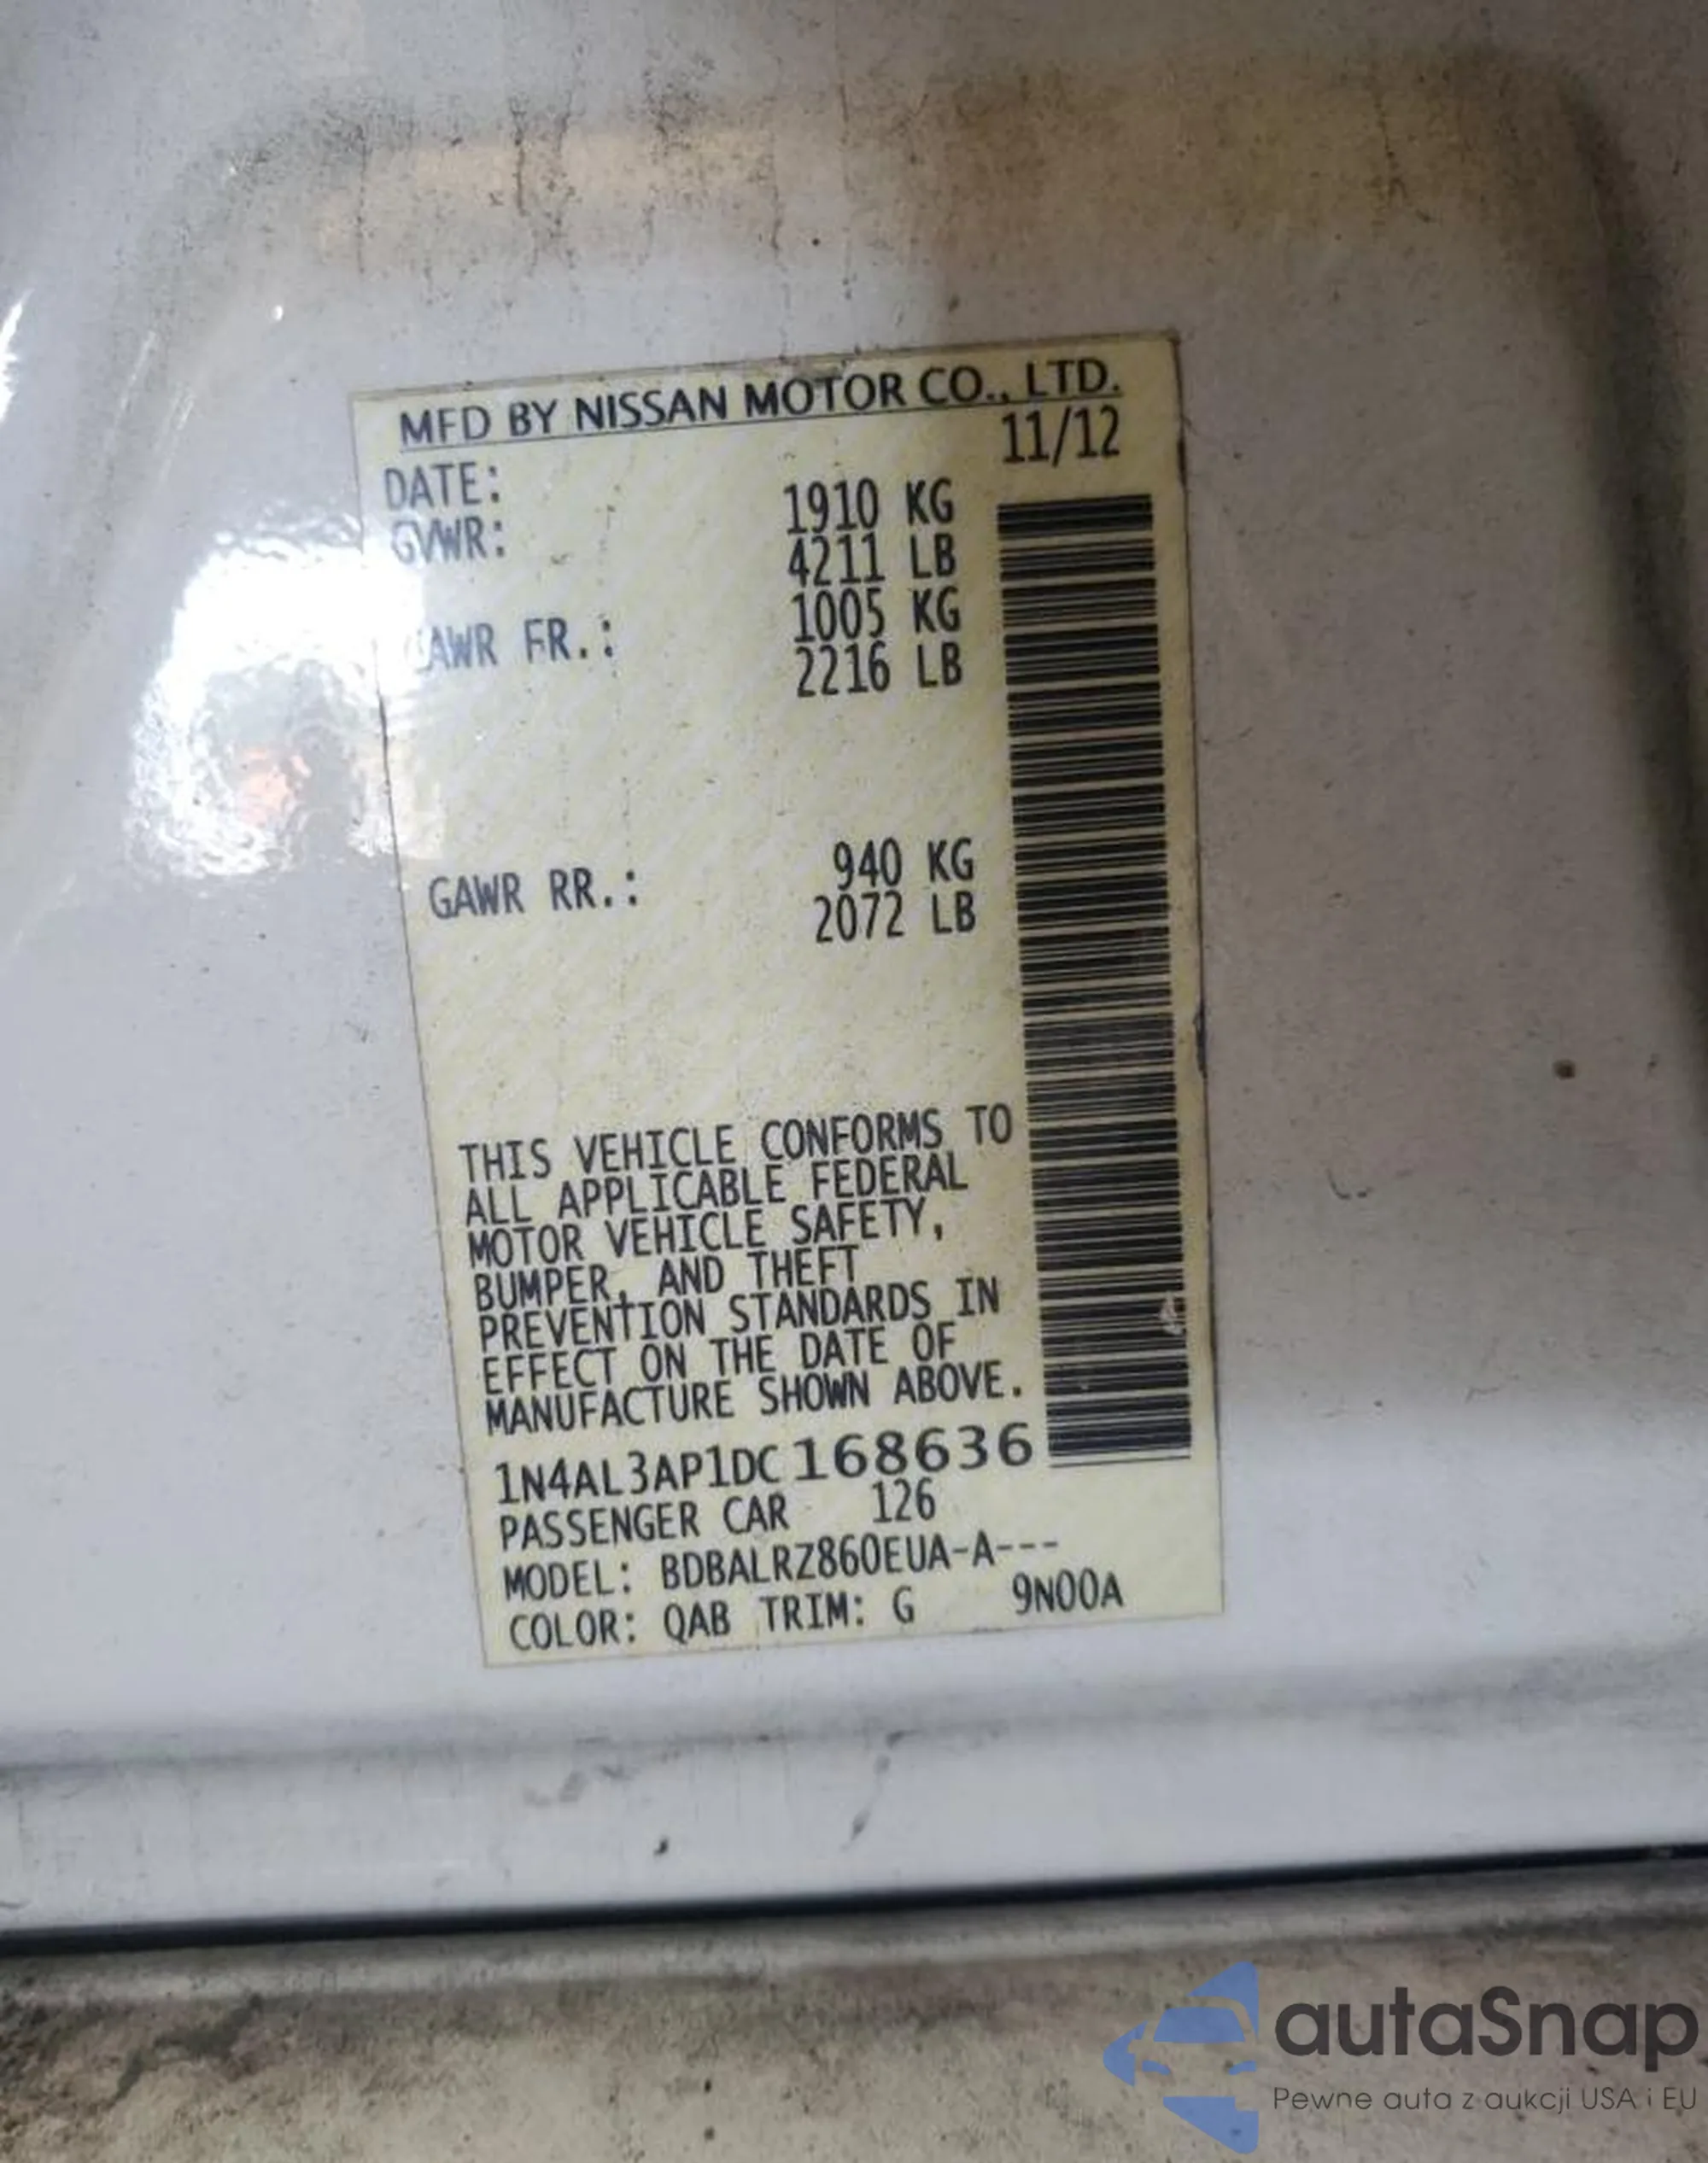 MFD BY NISSAN MOTOR CO., LTD.
DATE: 11/12
GVWR: 1910 KG
4211 LB
GAWR FR.: 1005 KG
2216 LB
GAWR RR.: 940 KG
2072 LB
THIS VEHICLE CONFORMS TO
ALL APPLICABLE FEDERAL
MOTOR VEHICLE SAFETY,
BUMPER, AND THEFT
PREVENTION STANDARDS IN
EFFECT ON THE DATE OF
MANUFACTURE SHOWN ABOVE.
1N4AL3AP1DC168636
PASSENGER CAR 126
MODEL: BDBALRZ860EUA-A---
COLOR: QAB TRIM: G 9N00A
autaSnap
Pewne auta z aukcji USA i EU